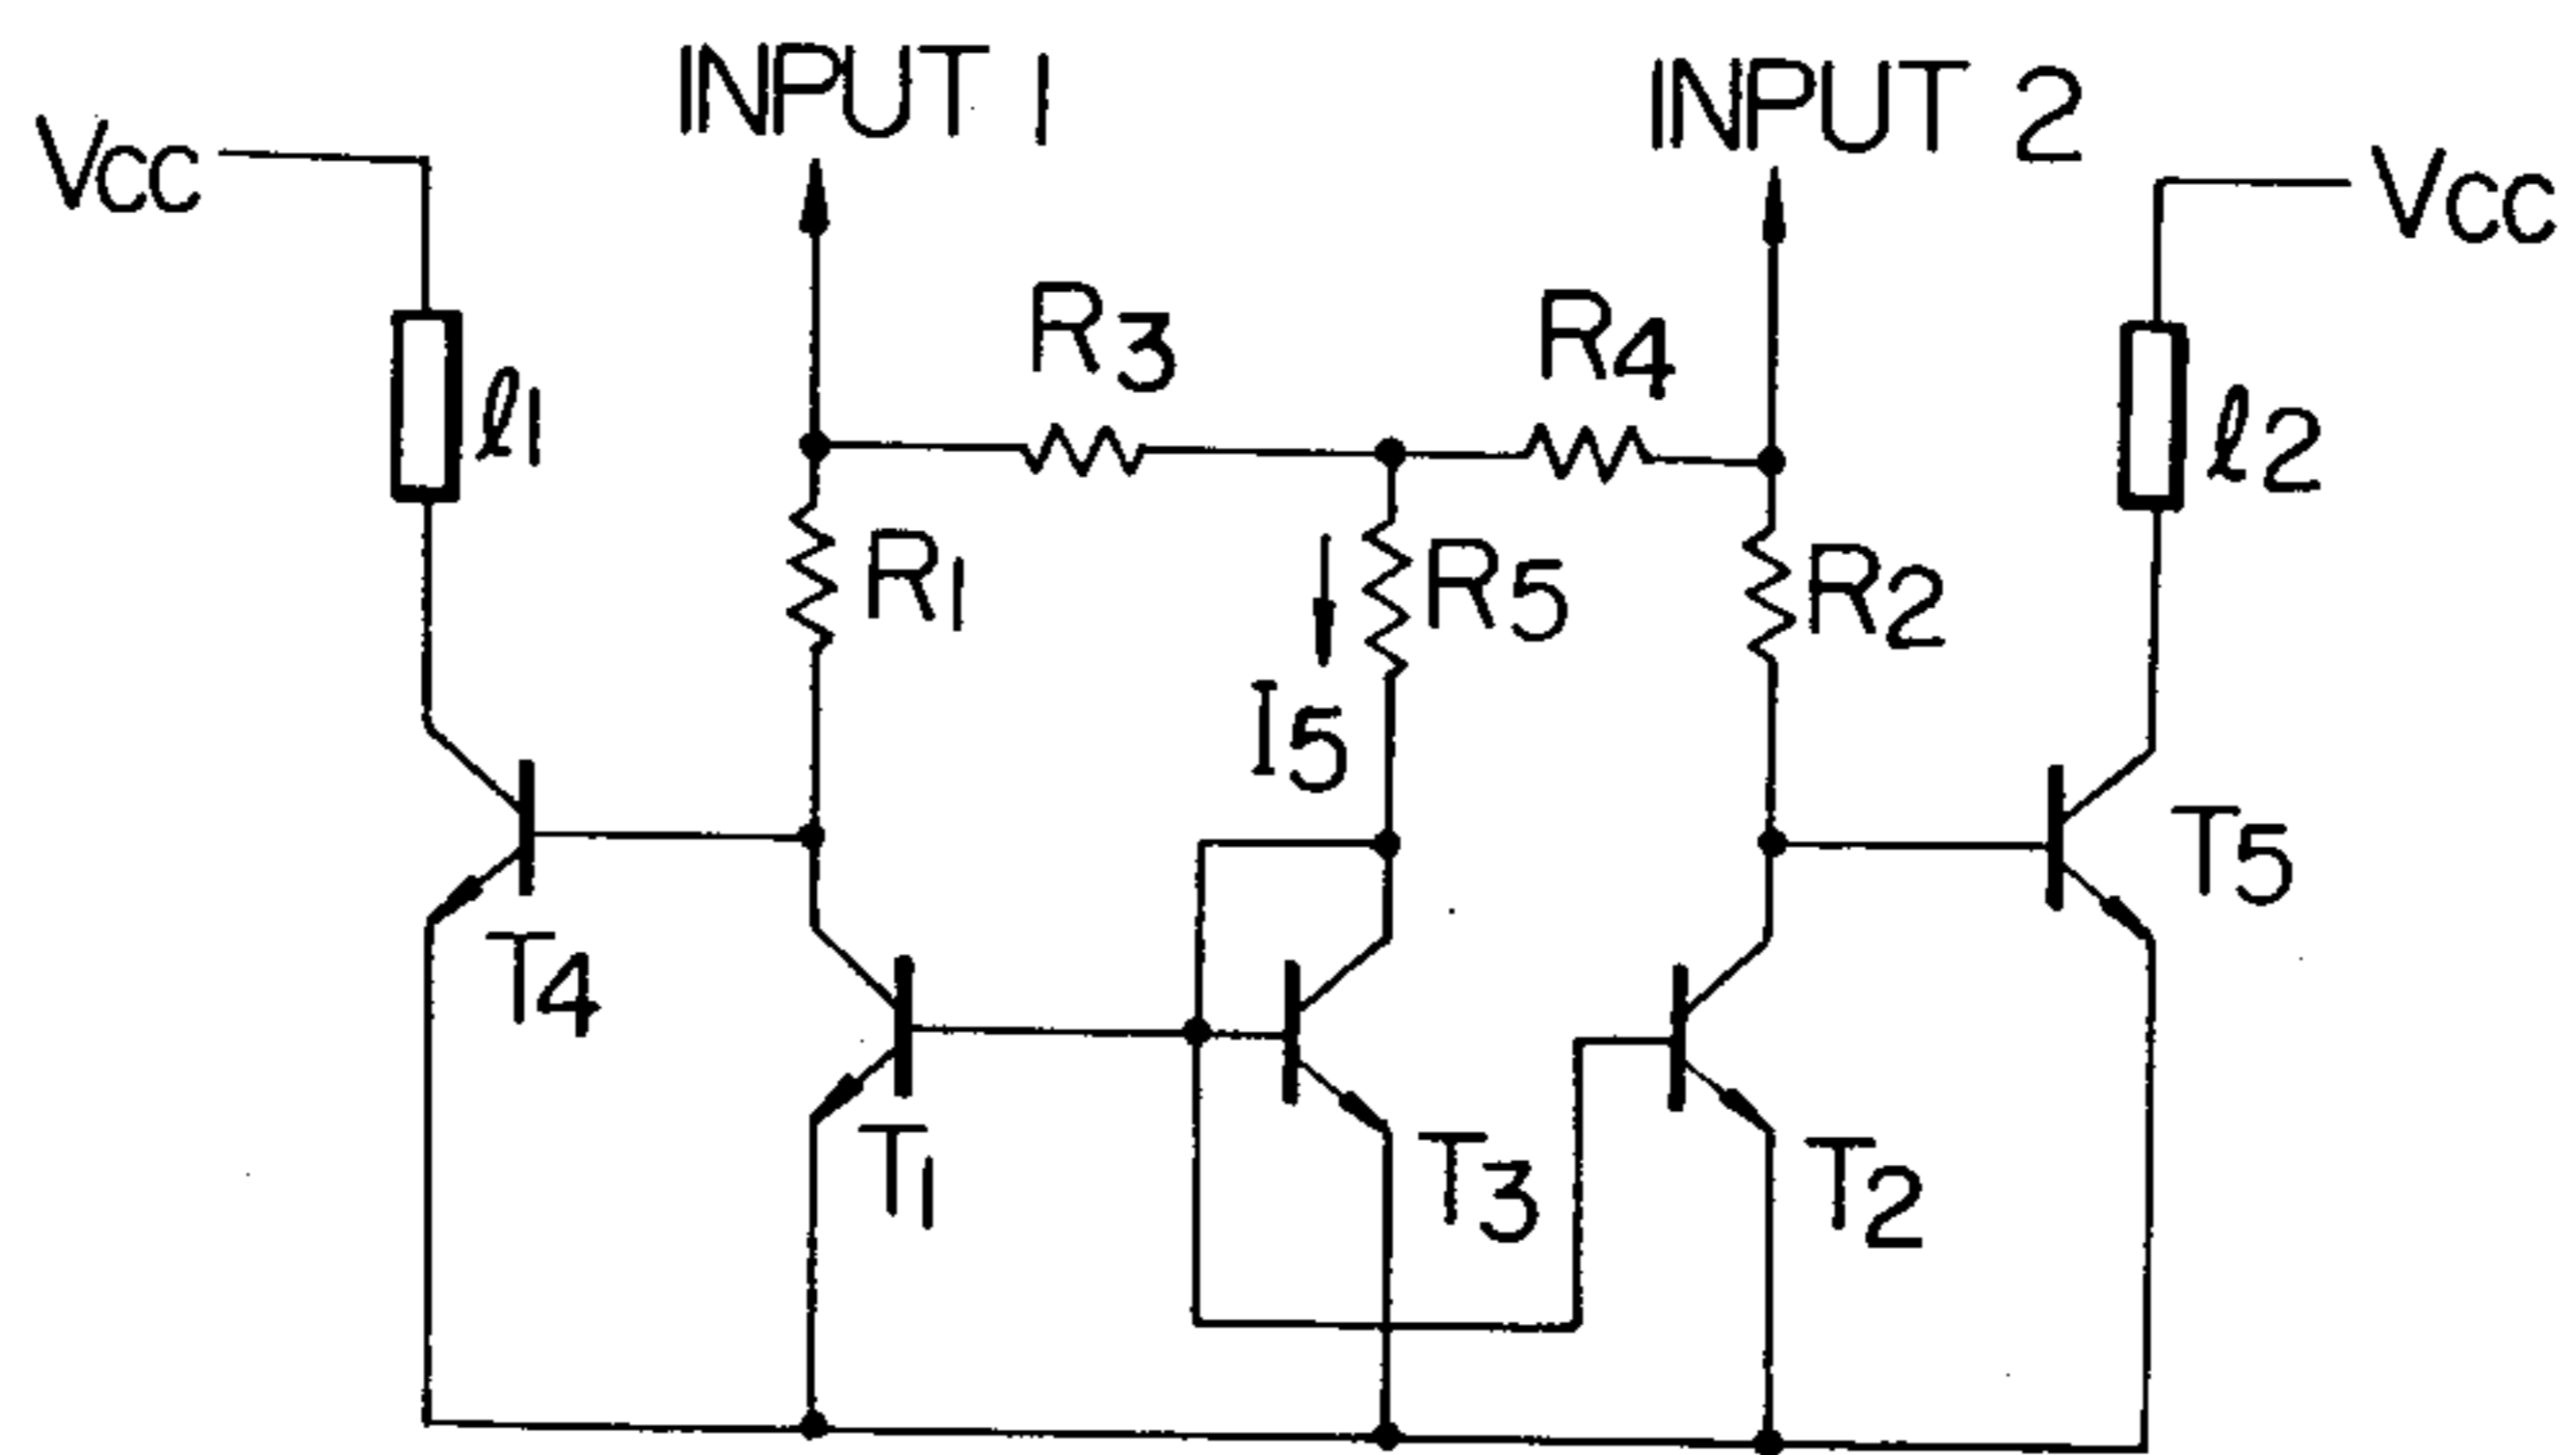 INPUT 1
INPUT 2
Vcc
Vcc
R3
R4
ℓ1
ℓ2
R1
R5
R2
I5
T5
T4
T1
T3
T2